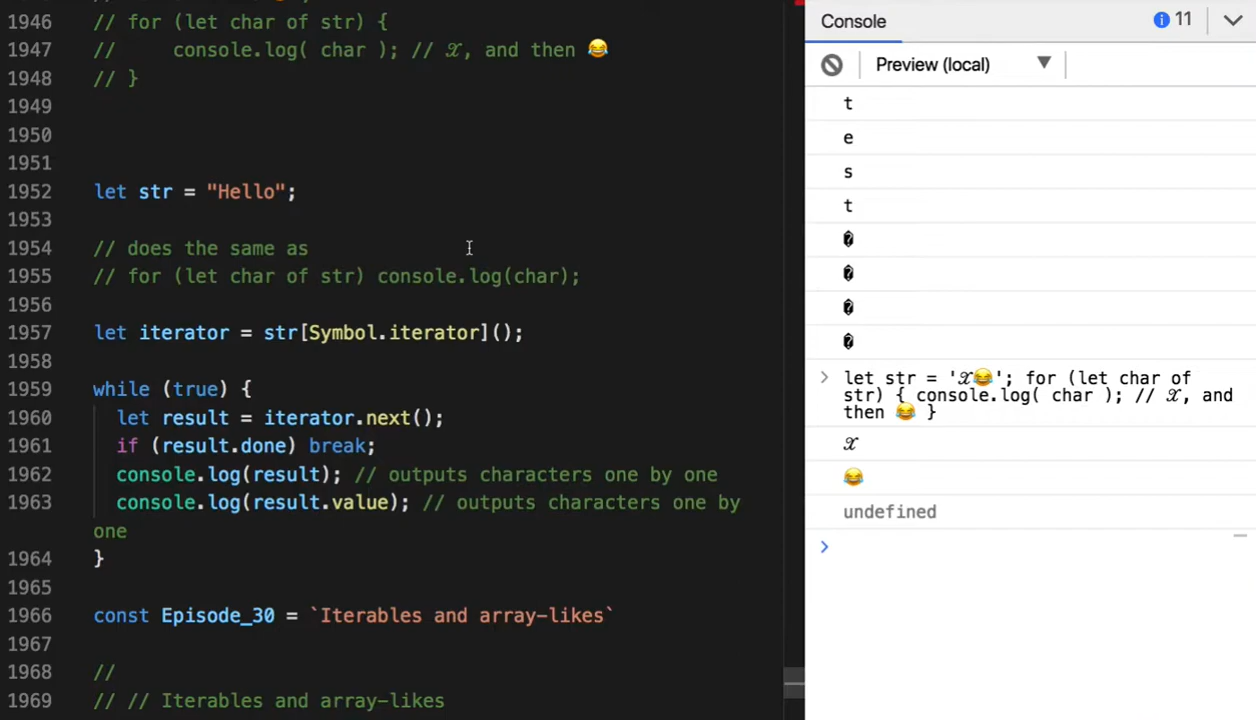 1946 // for (let char of str) {
1947 //     console.log( char ); // 𝒳, and then 😂
1948 // }
1949
1950
1951
1952 let str = "Hello";
1953
1954 // does the same as
1955 // for (let char of str) console.log(char);
1956
1957 let iterator = str[Symbol.iterator]();
1958
1959 while (true) {
1960   let result = iterator.next();
1961   if (result.done) break;
1962   console.log(result); // outputs characters one by one
1963   console.log(result.value); // outputs characters one by
one
1964 }
1965
1966 const Episode_30 = `Iterables and array-likes`
1967
1968 //
1969 // // Iterables and array-likes
Console 11
Preview (local)
t
e
s
t
�
�
�
�
let str = '𝒳😂'; for (let char of
str) { console.log( char ); // 𝒳, and
then 😂 }
𝒳
😂
undefined